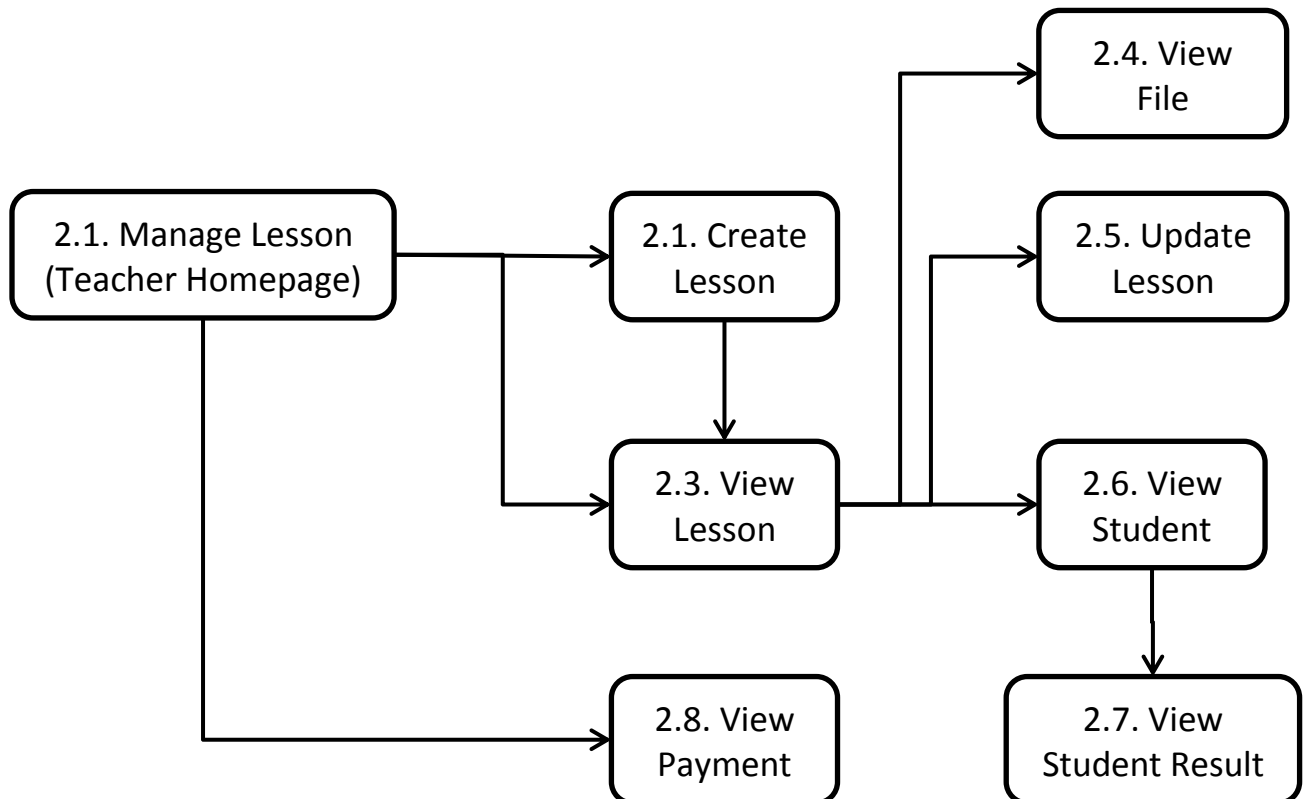 2.4. View
File
2.1. Manage Lesson
(Teacher Homepage)
2.1. Create
Lesson
2.5. Update
Lesson
2.3. View
Lesson
2.6. View
Student
2.8. View
Payment
2.7. View
Student Result